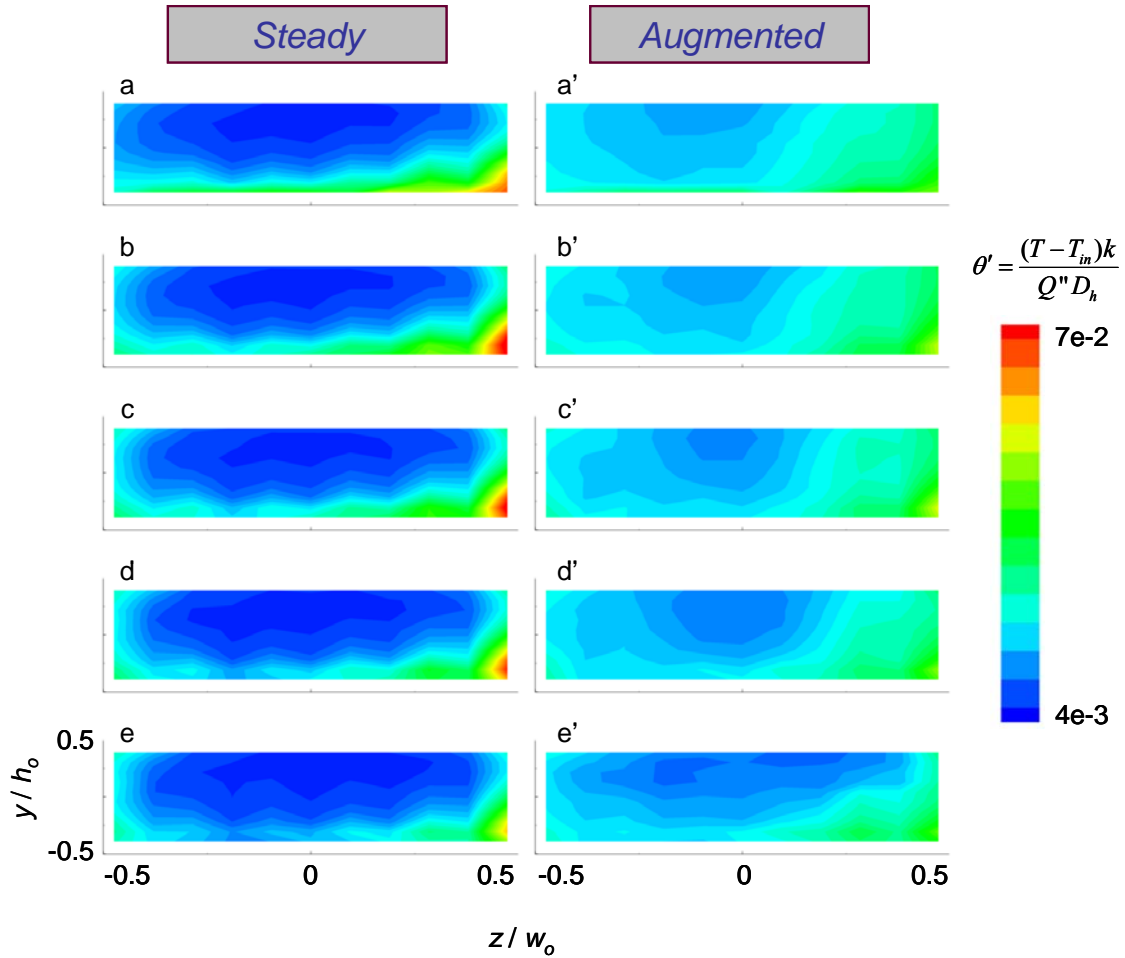 Steady Augmented
a a’
b b’
θ' = (T − T_in)k / Q" D_h
7e-2
c c’
d d’
4e-3
e e’
0.5
y / h_o
-0.5
-0.5 0 0.5 -0.5 0 0.5
z / w_o